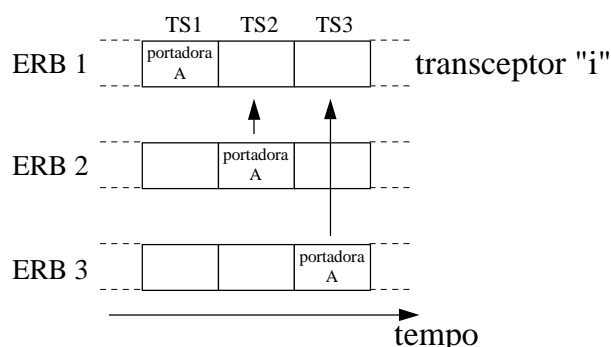 TS1 TS2 TS3
ERB 1 portadora A transceptor "i"
ERB 2 portadora A
ERB 3 portadora A
tempo